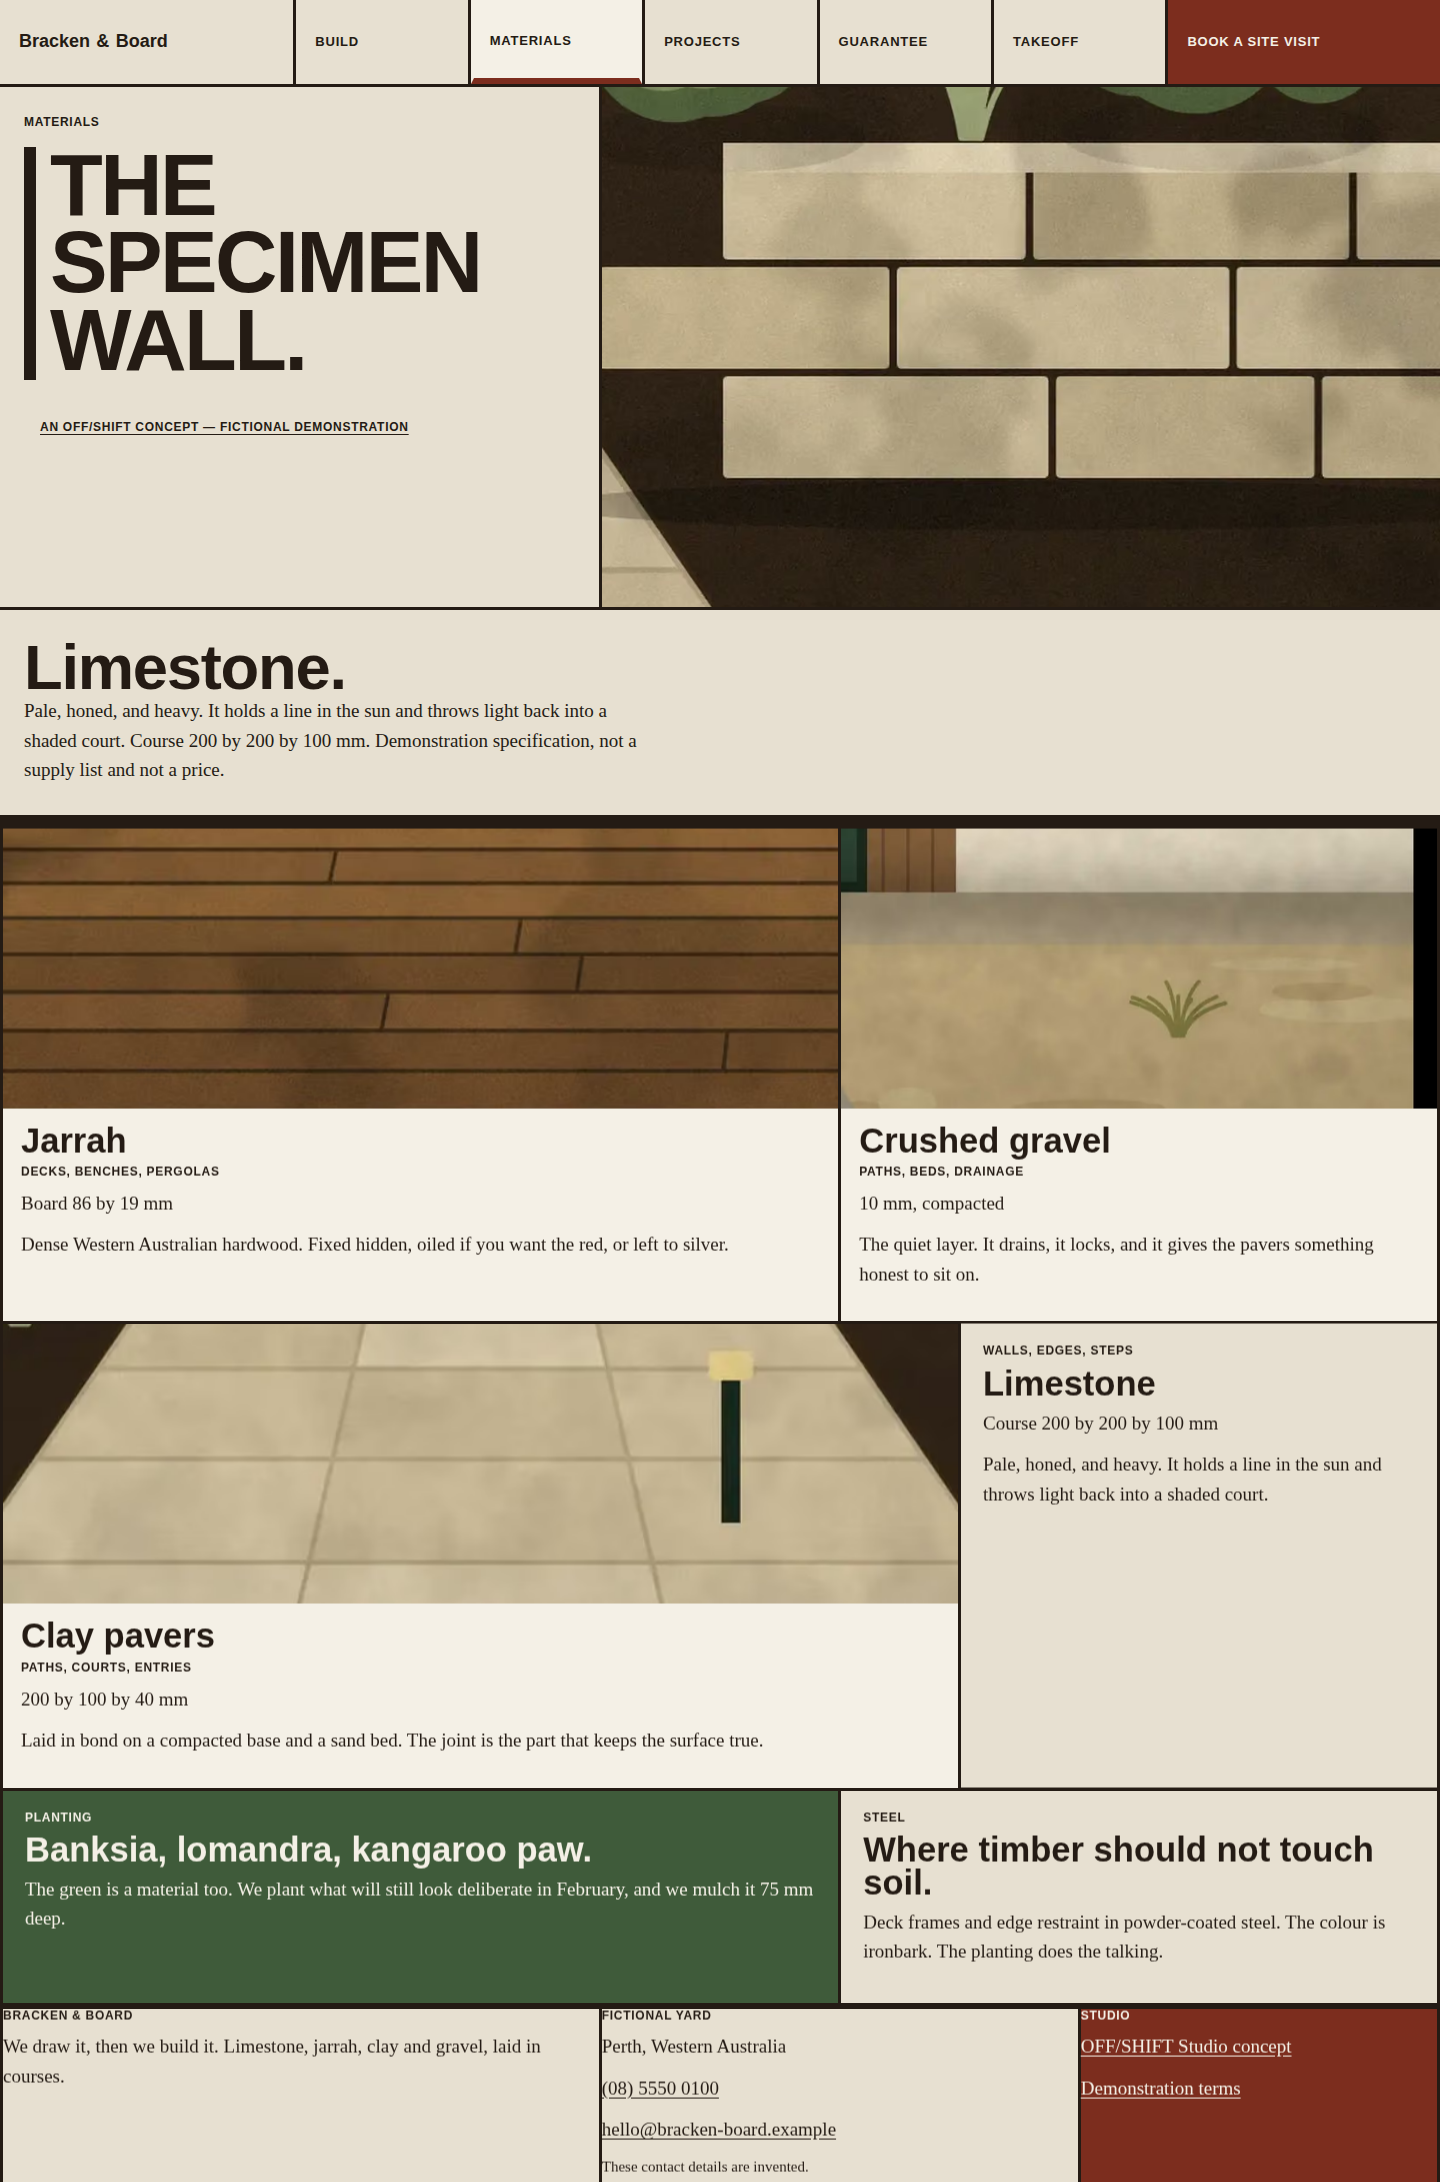 Bracken & Board
BUILD
MATERIALS
PROJECTS
GUARANTEE
TAKEOFF
BOOK A SITE VISIT
MATERIALS
THE
SPECIMEN
WALL.
AN OFF/SHIFT CONCEPT — FICTIONAL DEMONSTRATION
Limestone.
Pale, honed, and heavy. It holds a line in the sun and throws light back into a
shaded court. Course 200 by 200 by 100 mm. Demonstration specification, not a
supply list and not a price.
Jarrah
DECKS, BENCHES, PERGOLAS
Board 86 by 19 mm
Dense Western Australian hardwood. Fixed hidden, oiled if you want the red, or left to silver.
Crushed gravel
PATHS, BEDS, DRAINAGE
10 mm, compacted
The quiet layer. It drains, it locks, and it gives the pavers something
honest to sit on.
Clay pavers
PATHS, COURTS, ENTRIES
200 by 100 by 40 mm
Laid in bond on a compacted base and a sand bed. The joint is the part that keeps the surface true.
WALLS, EDGES, STEPS
Limestone
Course 200 by 200 by 100 mm
Pale, honed, and heavy. It holds a line in the sun and
throws light back into a shaded court.
PLANTING
Banksia, lomandra, kangaroo paw.
The green is a material too. We plant what will still look deliberate in February, and we mulch it 75 mm
deep.
STEEL
Where timber should not touch
soil.
Deck frames and edge restraint in powder-coated steel. The colour is
ironbark. The planting does the talking.
BRACKEN & BOARD
We draw it, then we build it. Limestone, jarrah, clay and gravel, laid in
courses.
FICTIONAL YARD
Perth, Western Australia
(08) 5550 0100
hello@bracken-board.example
These contact details are invented.
STUDIO
OFF/SHIFT Studio concept
Demonstration terms